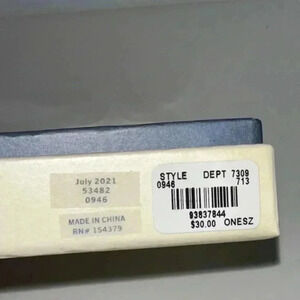 July 2021
53482
0946
MADE IN CHINA
RN# 154379
STYLE DEPT 7309
0946 713
93837844
$30.00 ONESZ